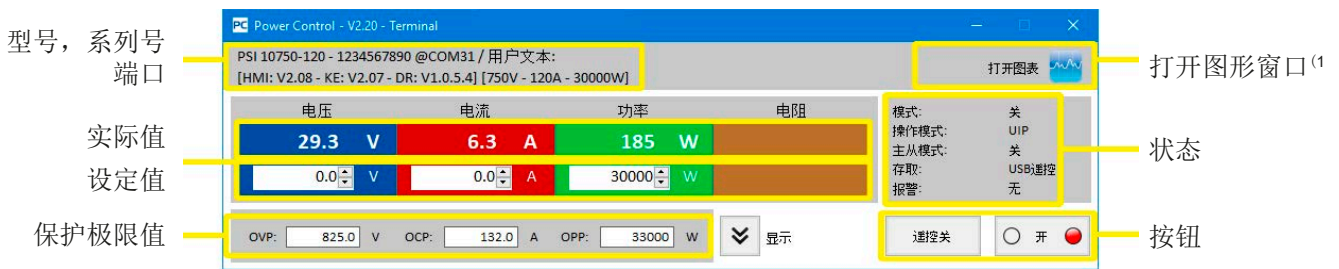 PC Power Control - V2.20 - Terminal
型号，系列号
端口
PSI 10750-120 - 1234567890 @COM31 / 用户文本:
[HMI: V2.08 - KE: V2.07 - DR: V1.0.5.4] [750V - 120A - 30000W]
打开图表
打开图形窗口⁽¹
电压 电流 功率 电阻
实际值
29.3 V 6.3 A 185 W
设定值
0.0 V 0.0 A 30000 W
模式: 关
操作模式: UIP
主从模式: 关
存取: USB遥控
报警: 无
状态
保护极限值
OVP: 825.0 V OCP: 132.0 A OPP: 33000 W
显示
遥控关
开
按钮